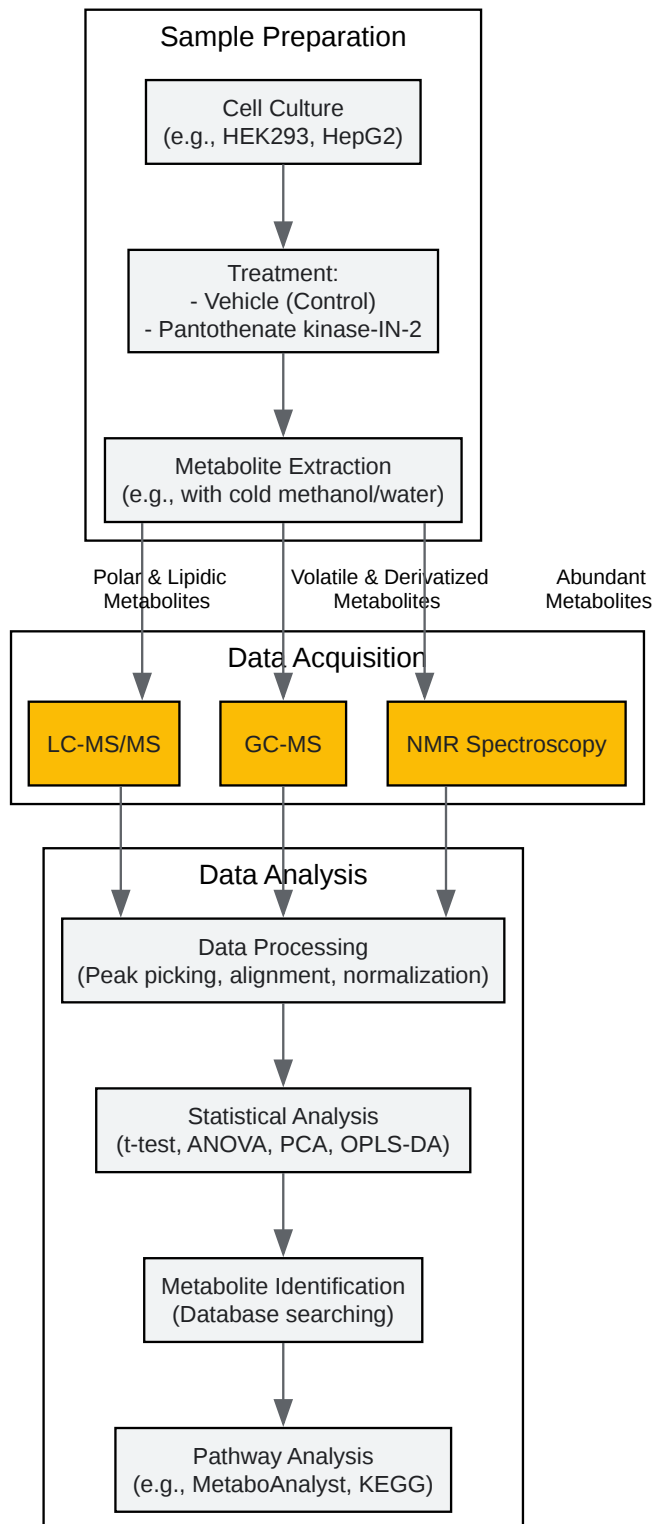 Sample Preparation
Cell Culture
(e.g., HEK293, HepG2)
Treatment:
- Vehicle (Control)
- Pantothenate kinase-IN-2
Metabolite Extraction
(e.g., with cold methanol/water)
Polar & Lipidic
Metabolites
Volatile & Derivatized
Metabolites
Abundant
Metabolites
Data Acquisition
LC-MS/MS
GC-MS
NMR Spectroscopy
Data Analysis
Data Processing
(Peak picking, alignment, normalization)
Statistical Analysis
(t-test, ANOVA, PCA, OPLS-DA)
Metabolite Identification
(Database searching)
Pathway Analysis
(e.g., MetaboAnalyst, KEGG)